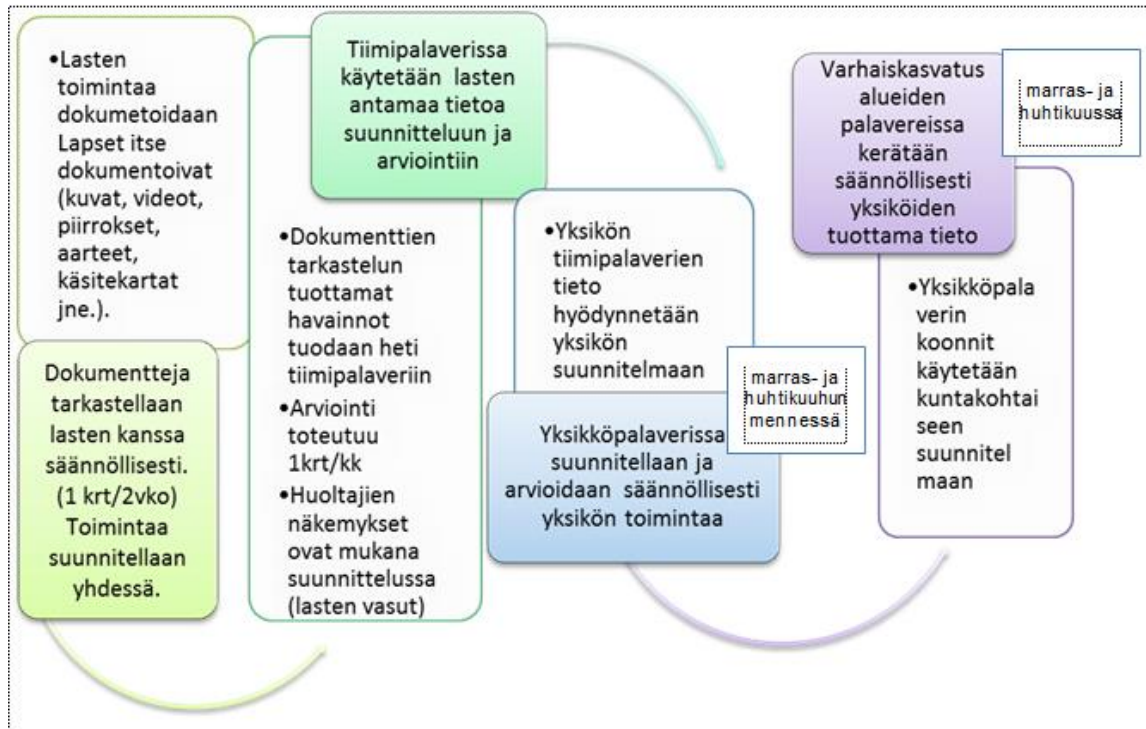 •Lasten
toimintaa
dokumetoidaan
Lapset itse
dokumentoivat
(kuvat, videot,
piirrokset,
aarteet,
käsitekartat
jne.).
Dokumentteja
tarkastellaan
lasten kanssa
säännöllisesti.
(1 krt/2vko)
Toimintaa
suunnitellaan
yhdessä.
Tiimipalaverissa
käytetään lasten
antamaa tietoa
suunnitteluun ja
arviointiin
•Dokumenttien
tarkastelun
tuottamat
havainnot
tuodaan heti
tiimipalaveriin
•Arviointi
toteutuu
1krt/kk
•Huoltajien
näkemykset
ovat mukana
suunnittelussa
(lasten vasut)
•Yksikön
tiimipalaverien
tieto
hyödynnetään
yksikön
suunnitelmaan
marras- ja
huhtikuuhun
mennessä
Yksikköpalaverissa
suunnitellaan ja
arvioidaan säännöllisesti
yksikön toimintaa
Varhaiskasvatus
alueiden
palavereissa
kerätään
säännöllisesti
yksiköiden
tuottama tieto
marras- ja
huhtikuussa
•Yksikköpala
verin
koonnit
käytetään
kuntakohtai
seen
suunnitel
maan